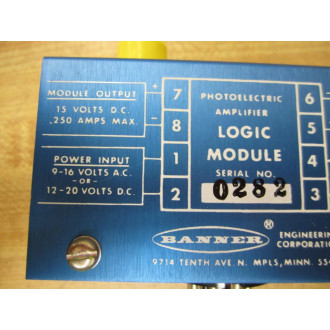 MODULE OUTPUT
15 VOLTS D.C.
.250 AMPS MAX.
+ 7
- 8
POWER INPUT
9-16 VOLTS A.C.
-OR-
12-20 VOLTS D.C.
1
2
PHOTOELECTRIC
AMPLIFIER
LOGIC
MODULE
SERIAL NO.
0282
6
5
4
3
BANNER®
ENGINEERING
CORPORATION
9714 TENTH AVE. N. MPLS, MINN.